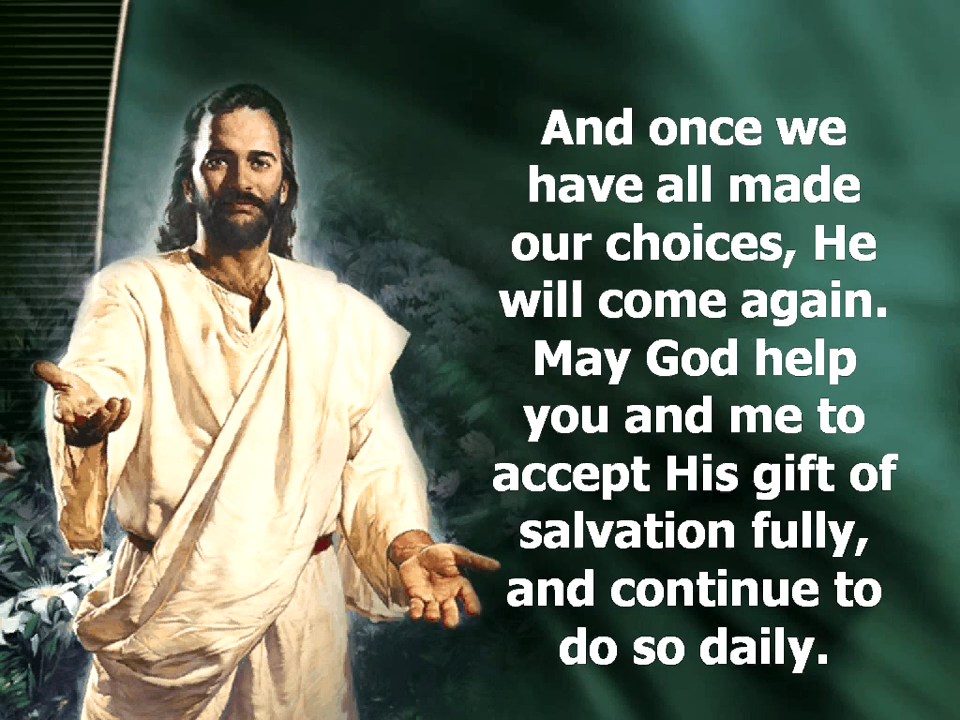 And once we
have all made
our choices, He
will come again.
May God help
you and me to
accept His gift of
salvation fully,
and continue to
do so daily.